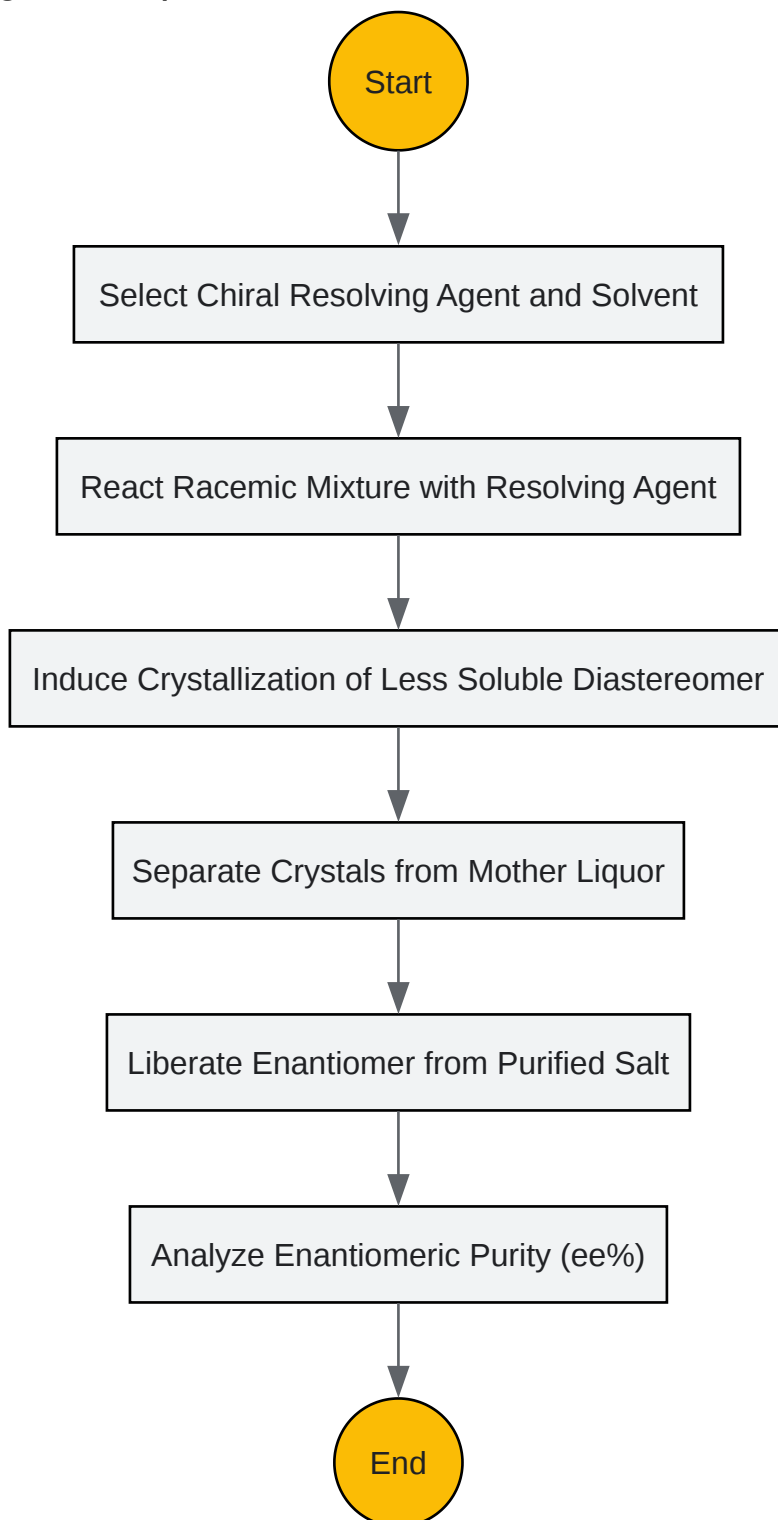 Start
Select Chiral Resolving Agent and Solvent
React Racemic Mixture with Resolving Agent
Induce Crystallization of Less Soluble Diastereomer
Separate Crystals from Mother Liquor
Liberate Enantiomer from Purified Salt
Analyze Enantiomeric Purity (ee%)
End